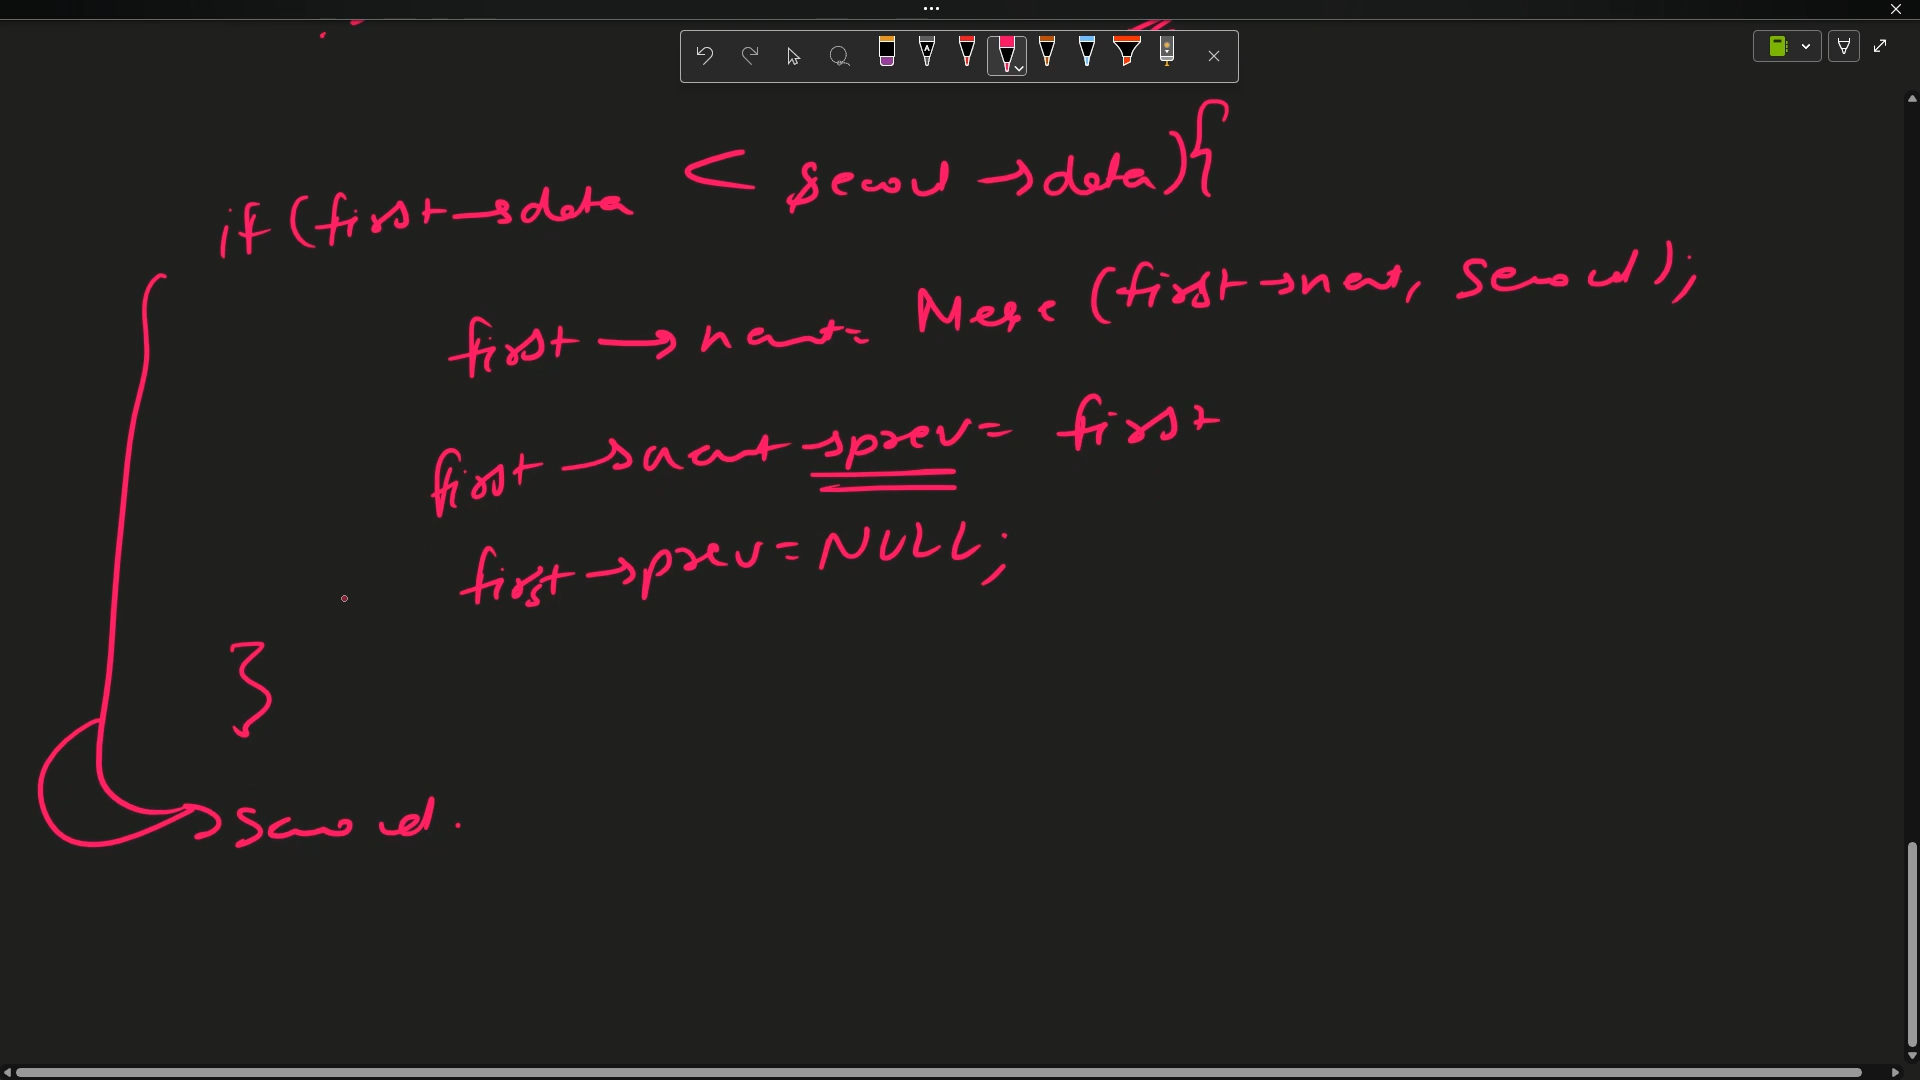 if (first→data < second →data){
first → next = Merge (first→next, second);
first →next→prev= first
first→prev=NULL;
}
→second.